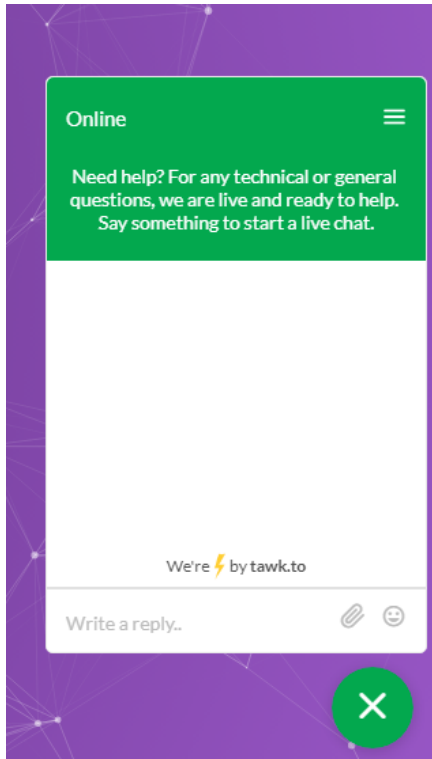 Online
Need help? For any technical or general
questions, we are live and ready to help.
Say something to start a live chat.
We're⚡by tawk.to
Write a reply..